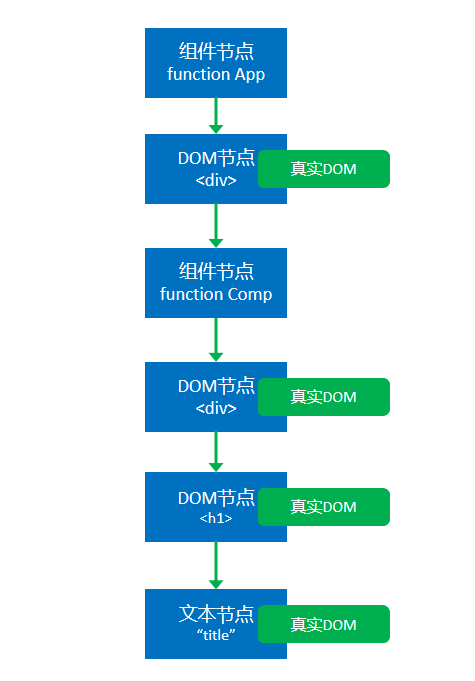 组件节点
function App
DOM节点
<div>
真实DOM
组件节点
function Comp
DOM节点
<div>
真实DOM
DOM节点
<h1>
真实DOM
文本节点
“title”
真实DOM